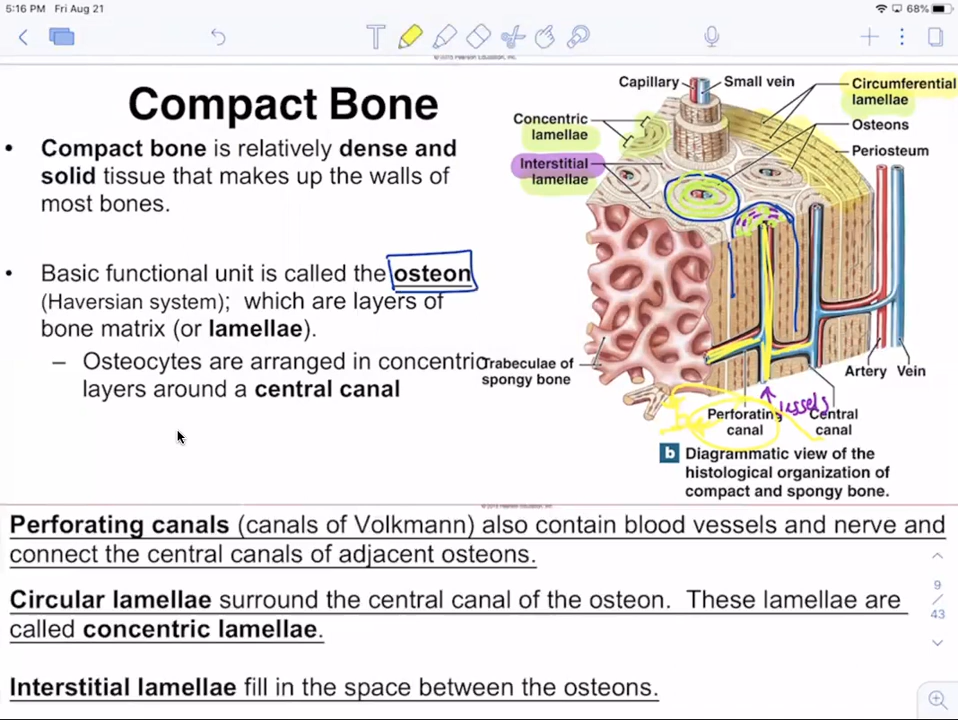 5:16 PM Fri Aug 21
68%
© 2015 Pearson Education, Inc.
Compact Bone
• Compact bone is relatively dense and
solid tissue that makes up the walls of
most bones.
• Basic functional unit is called the osteon
(Haversian system); which are layers of
bone matrix (or lamellae).
– Osteocytes are arranged in concentric
layers around a central canal
Capillary
Small vein
Circumferential
lamellae
Concentric
lamellae
Osteons
Periosteum
Interstitial
lamellae
Trabeculae of
spongy bone
Artery Vein
vessels
Perforating
canal
Central
canal
b Diagrammatic view of the
histological organization of
compact and spongy bone.
Perforating canals (canals of Volkmann) also contain blood vessels and nerve and
connect the central canals of adjacent osteons.
Circular lamellae surround the central canal of the osteon. These lamellae are
called concentric lamellae.
Interstitial lamellae fill in the space between the osteons.
9
/
43